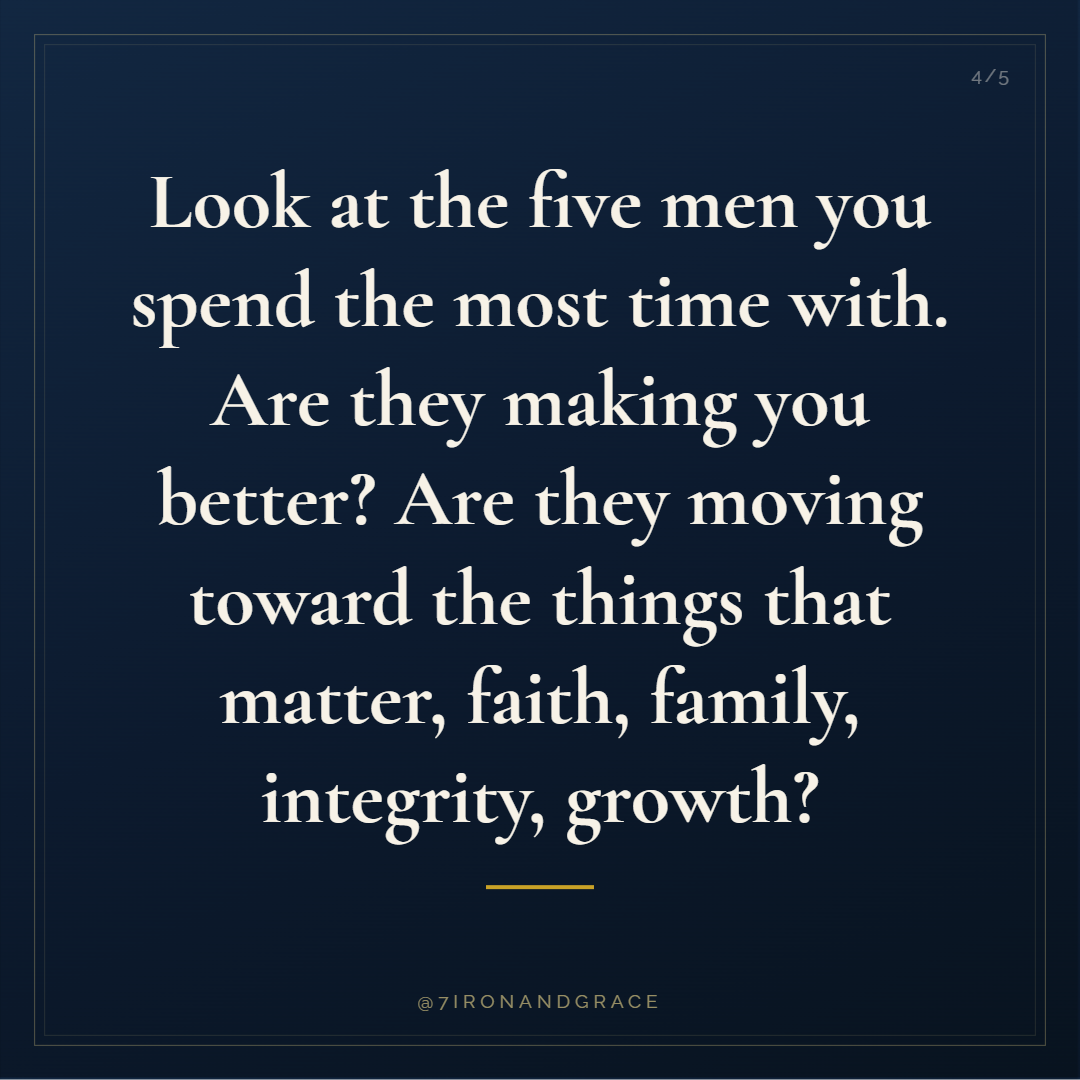 4/5
Look at the five men you
spend the most time with.
Are they making you
better? Are they moving
toward the things that
matter, faith, family,
integrity, growth?
@7IRONANDGRACE